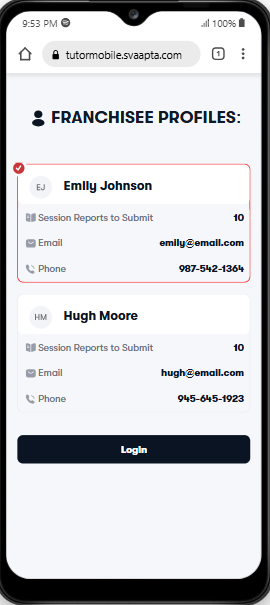 9:53 PM 100%
tutormobile.svaapta.com 1
FRANCHISEE PROFILES:
EJ Emily Johnson
Session Reports to Submit 10
Email emily@email.com
Phone 987-542-1364
HM Hugh Moore
Session Reports to Submit 10
Email hugh@email.com
Phone 945-645-1923
Login